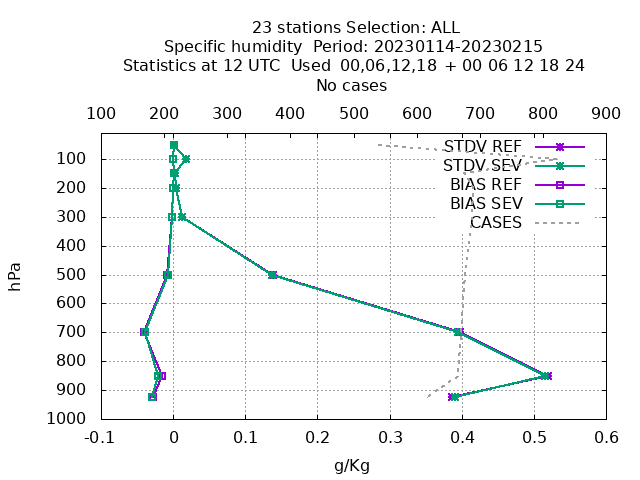 23 stations Selection: ALL
Specific humidity  Period: 20230114-20230215
Statistics at 12 UTC  Used  00,06,12,18  + 00 06 12 18 24
No cases
100 200 300 400 500 600 700 800 900
STDV REF
STDV SEV
BIAS REF
BIAS SEV
CASES
100
200
300
400
500
600
700
800
900
1000
hPa
-0.1 0 0.1 0.2 0.3 0.4 0.5 0.6
g/Kg